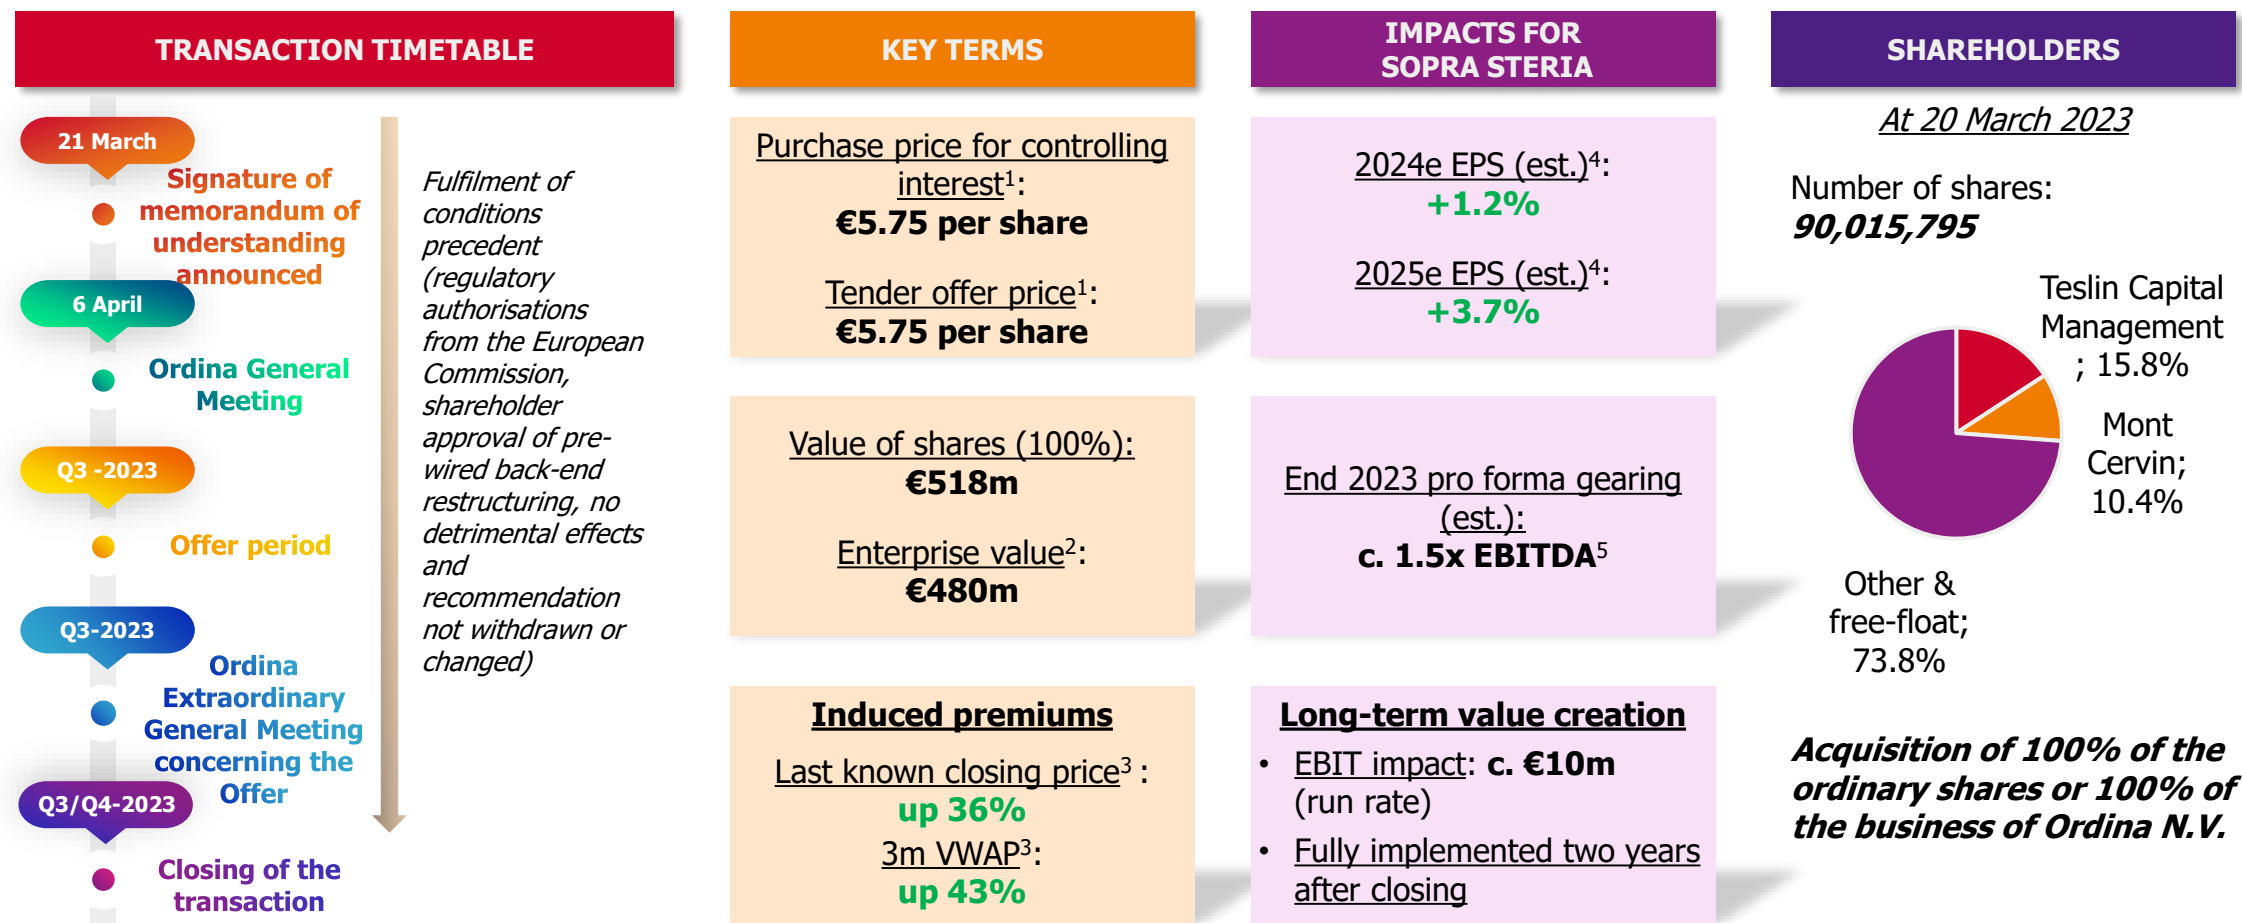 TRANSACTION TIMETABLE
21 March
Signature of
memorandum of
understanding
announced
6 April
Ordina General
Meeting
Q3 -2023
Offer period
Q3-2023
Ordina
Extraordinary
General Meeting
concerning the
Offer
Q3/Q4-2023
Closing of the
transaction
Fulfilment of
conditions
precedent
(regulatory
authorisations
from the European
Commission,
shareholder
approval of pre-
wired back-end
restructuring, no
detrimental effects
and
recommendation
not withdrawn or
changed)
KEY TERMS
Purchase price for controlling
interest¹:
€5.75 per share
Tender offer price¹:
€5.75 per share
Value of shares (100%):
€518m
Enterprise value²:
€480m
Induced premiums
Last known closing price³ :
up 36%
3m VWAP³:
up 43%
IMPACTS FOR
SOPRA STERIA
2024e EPS (est.)⁴:
+1.2%
2025e EPS (est.)⁴:
+3.7%
End 2023 pro forma gearing
(est.):
c. 1.5x EBITDA⁵
Long-term value creation
• EBIT impact: c. €10m
(run rate)
• Fully implemented two years
after closing
SHAREHOLDERS
At 20 March 2023
Number of shares:
90,015,795
Teslin Capital
Management
; 15.8%
Mont
Cervin;
10.4%
Other &
free-float;
73.8%
Acquisition of 100% of the
ordinary shares or 100% of
the business of Ordina N.V.